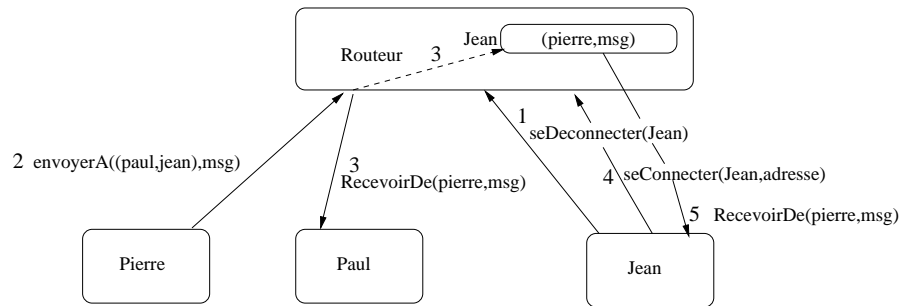 Jean (pierre,msg)
Routeur 3
1
seDeconnecter(Jean)
2 envoyerA((paul,jean),msg)
3
RecevoirDe(pierre,msg)
4 seConnecter(Jean,adresse)
5 RecevoirDe(pierre,msg)
Pierre
Paul
Jean